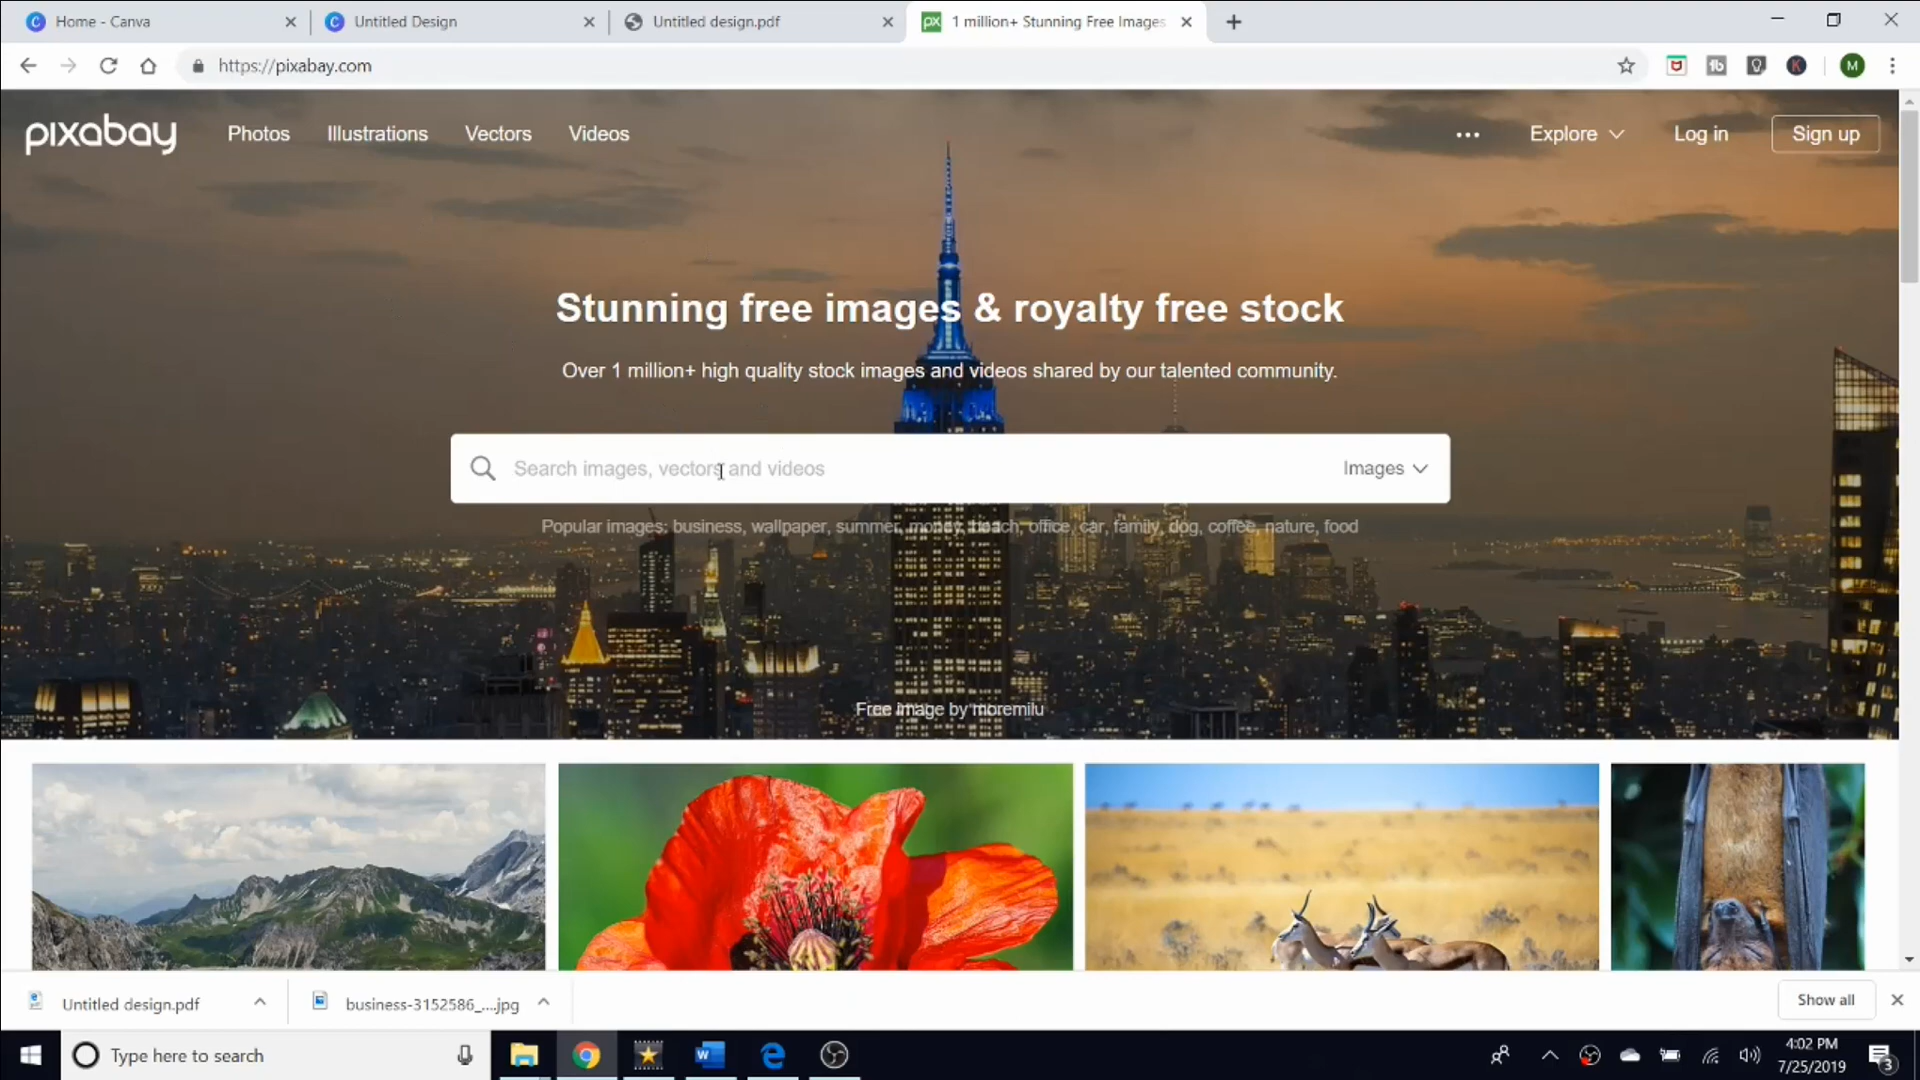 Home - Canva
Untitled Design
Untitled design.pdf
px
1 million+ Stunning Free Images
https://pixabay.com
tb
K
M
pixabay
Photos
Illustrations
Vectors
Videos
Explore
Log in
Sign up
Stunning free images & royalty free stock
Over 1 million+ high quality stock images and videos shared by our talented community.
Search images, vectors and videos
Images
Popular images: business, wallpaper, summer, money, beach, office, car, family, dog, coffee, nature, food
Free image by moremilu
Untitled design.pdf
business-3152586_....jpg
Show all
Type here to search
4:02 PM
7/25/2019
3